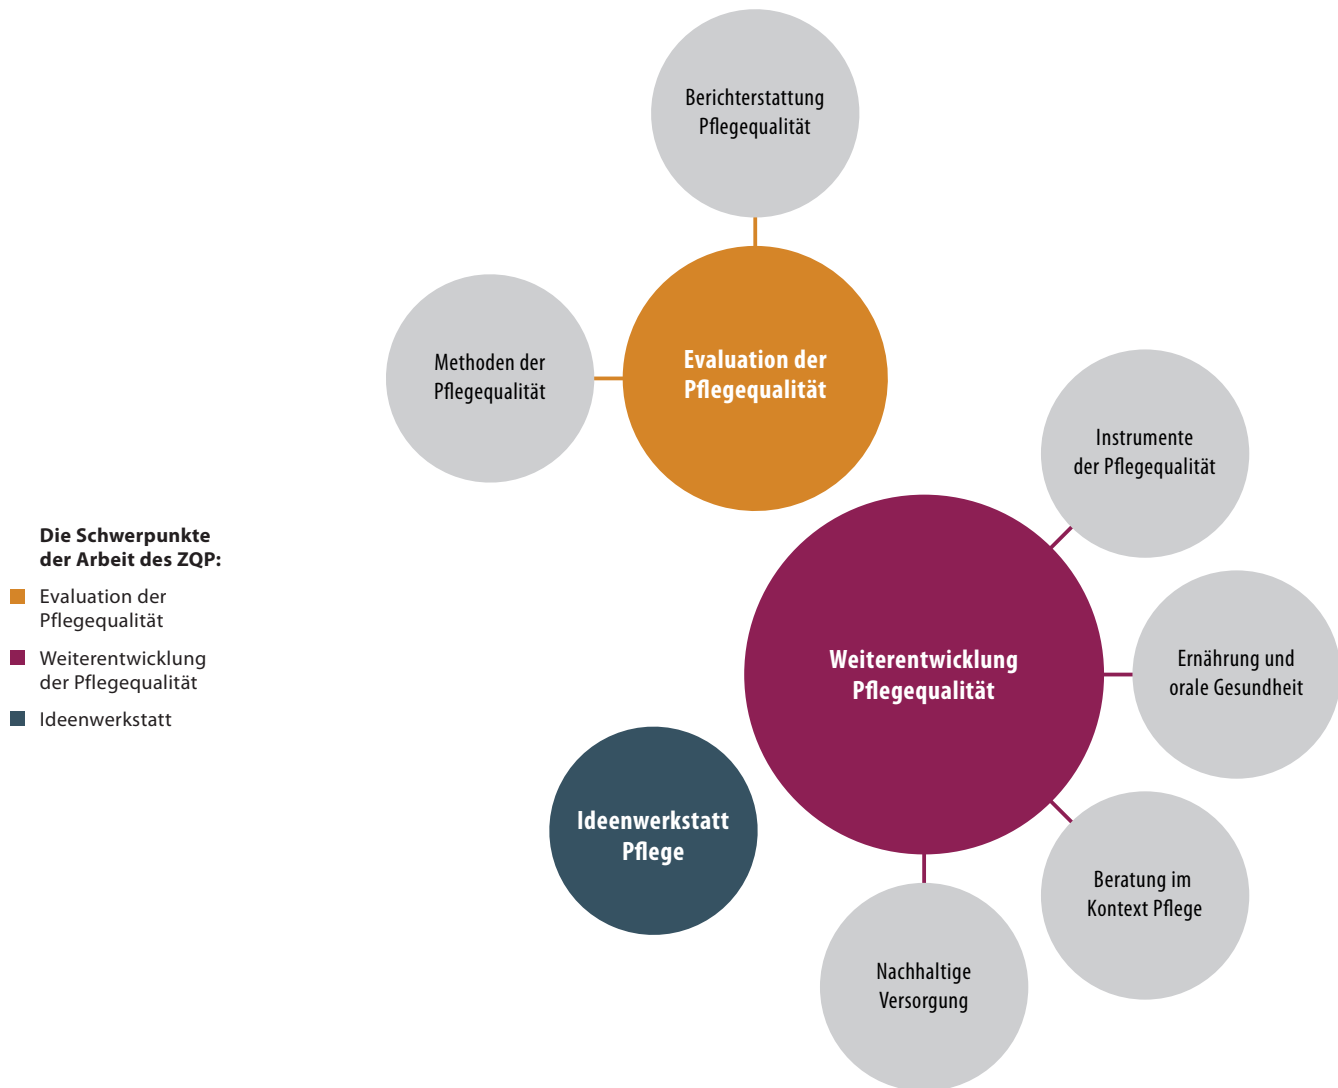 Berichterstattung
Pflegequalität
Methoden der
Pflegequalität
Evaluation der
Pflegequalität
Instrumente
der Pflegequalität
Die Schwerpunkte
der Arbeit des ZQP:
Evaluation der
Pflegequalität
Weiterentwicklung
der Pflegequalität
Ideenwerkstatt
Weiterentwicklung
Pflegequalität
Ernährung und
orale Gesundheit
Ideenwerkstatt
Pflege
Beratung im
Kontext Pflege
Nachhaltige
Versorgung